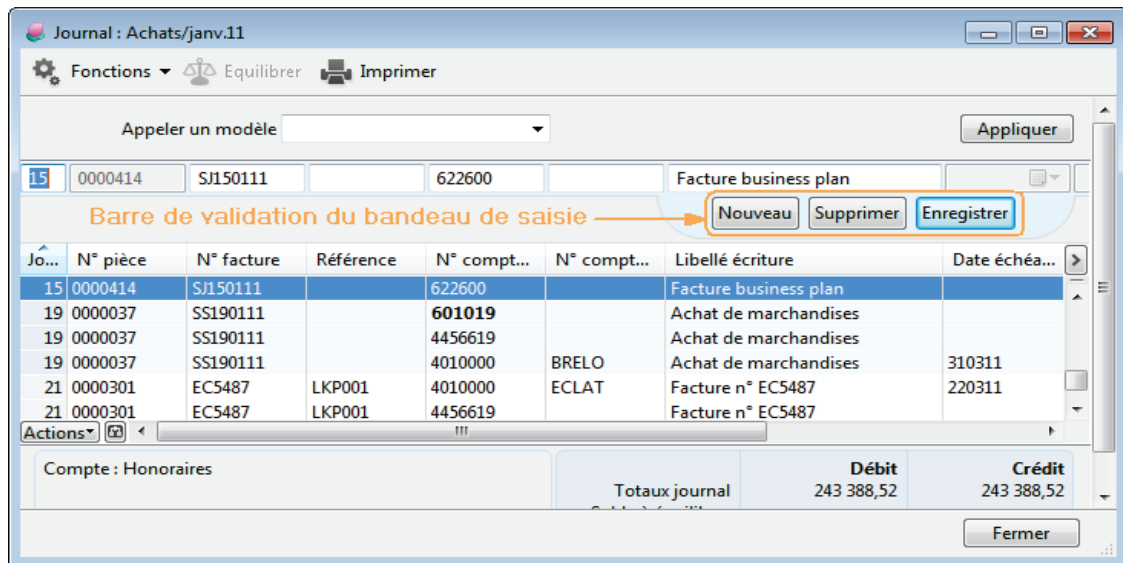 Journal : Achats/janv.11
Fonctions Equilibrer Imprimer
Appeler un modèle Appliquer
15 0000414 SJ150111 622600 Facture business plan
Barre de validation du bandeau de saisie Nouveau Supprimer Enregistrer
Jo... N° pièce N° facture Référence N° compt... N° compt... Libellé écriture Date échéa...
15 0000414 SJ150111 622600 Facture business plan
19 0000037 SS190111 601019 Achat de marchandises
19 0000037 SS190111 4456619 Achat de marchandises
19 0000037 SS190111 4010000 BRELO Achat de marchandises 310311
21 0000301 EC5487 LKP001 4010000 ECLAT Facture n° EC5487 220311
21 0000301 EC5487 LKP001 4456619 Facture n° EC5487
Actions
Compte : Honoraires Débit Crédit
Totaux journal 243 388,52 243 388,52
Fermer